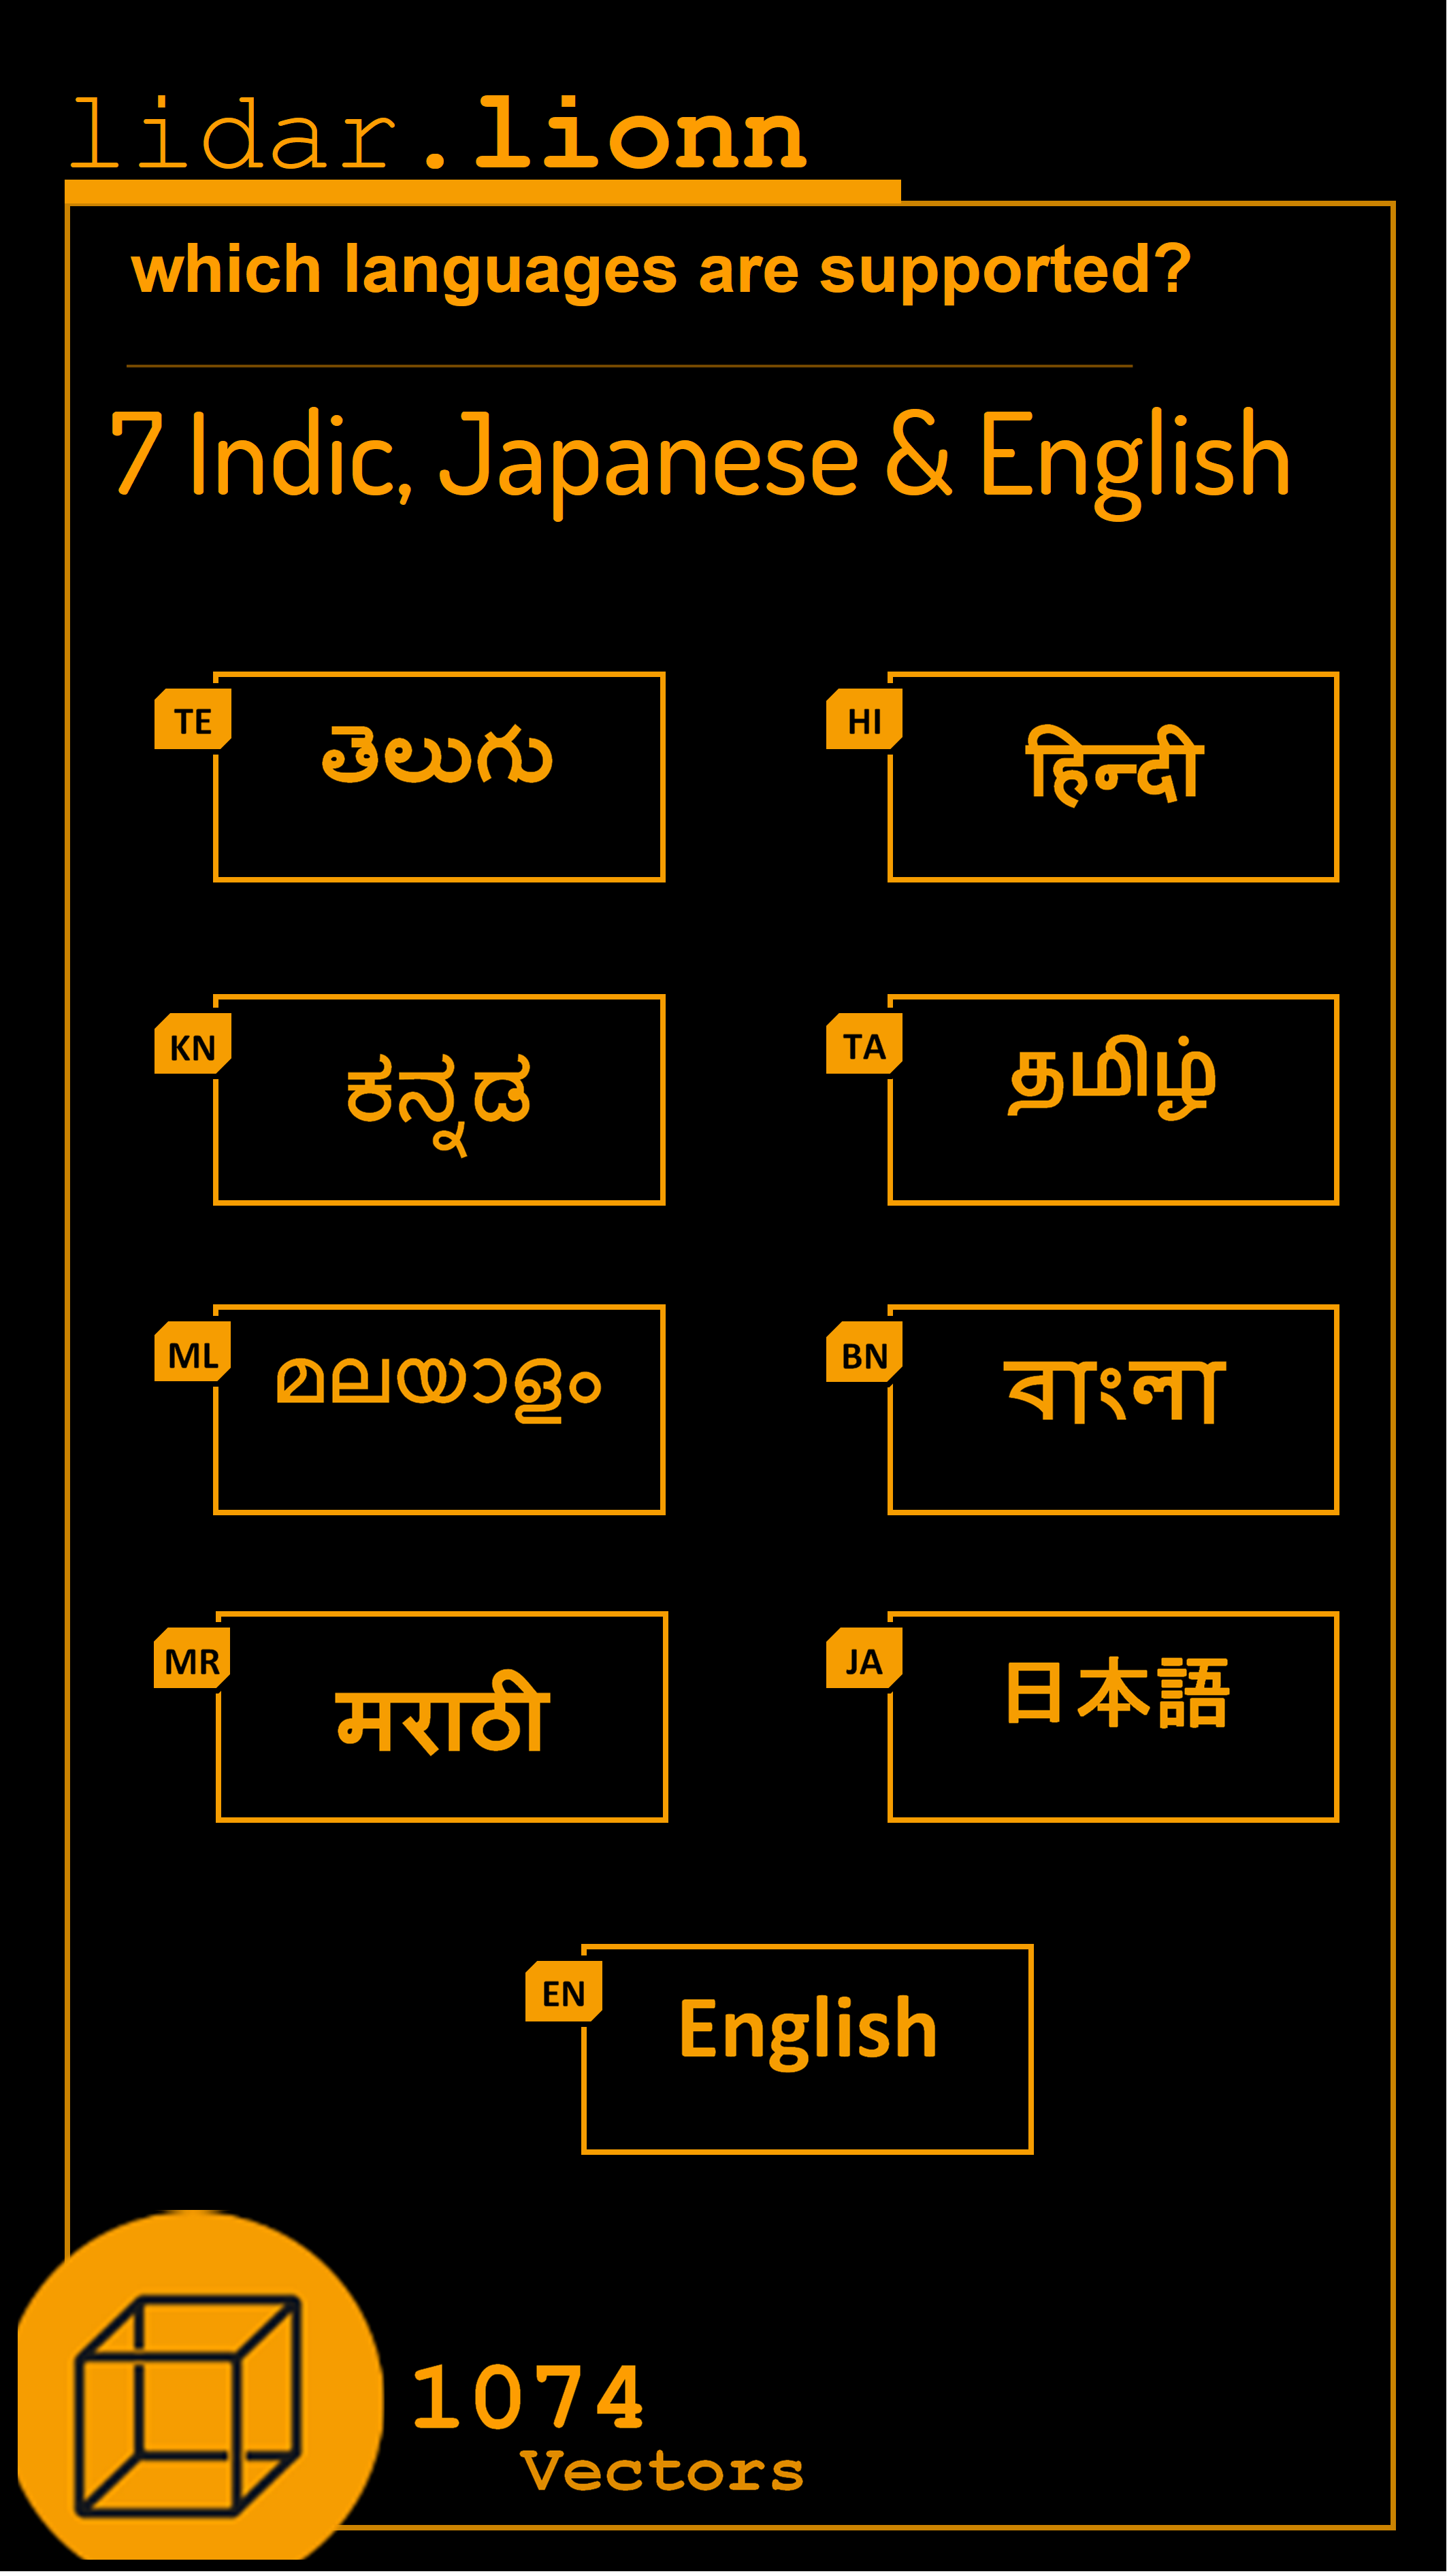 lidar.lionn
which languages are supported?
7 Indic, Japanese & English
TE
తెలుగు
HI
हिन्दी
KN
ಕನ್ನಡ
TA
தமிழ்
ML
മലയാളം
BN
বাংলা
MR
मराठी
JA
日本語
EN
English
1074
Vectors